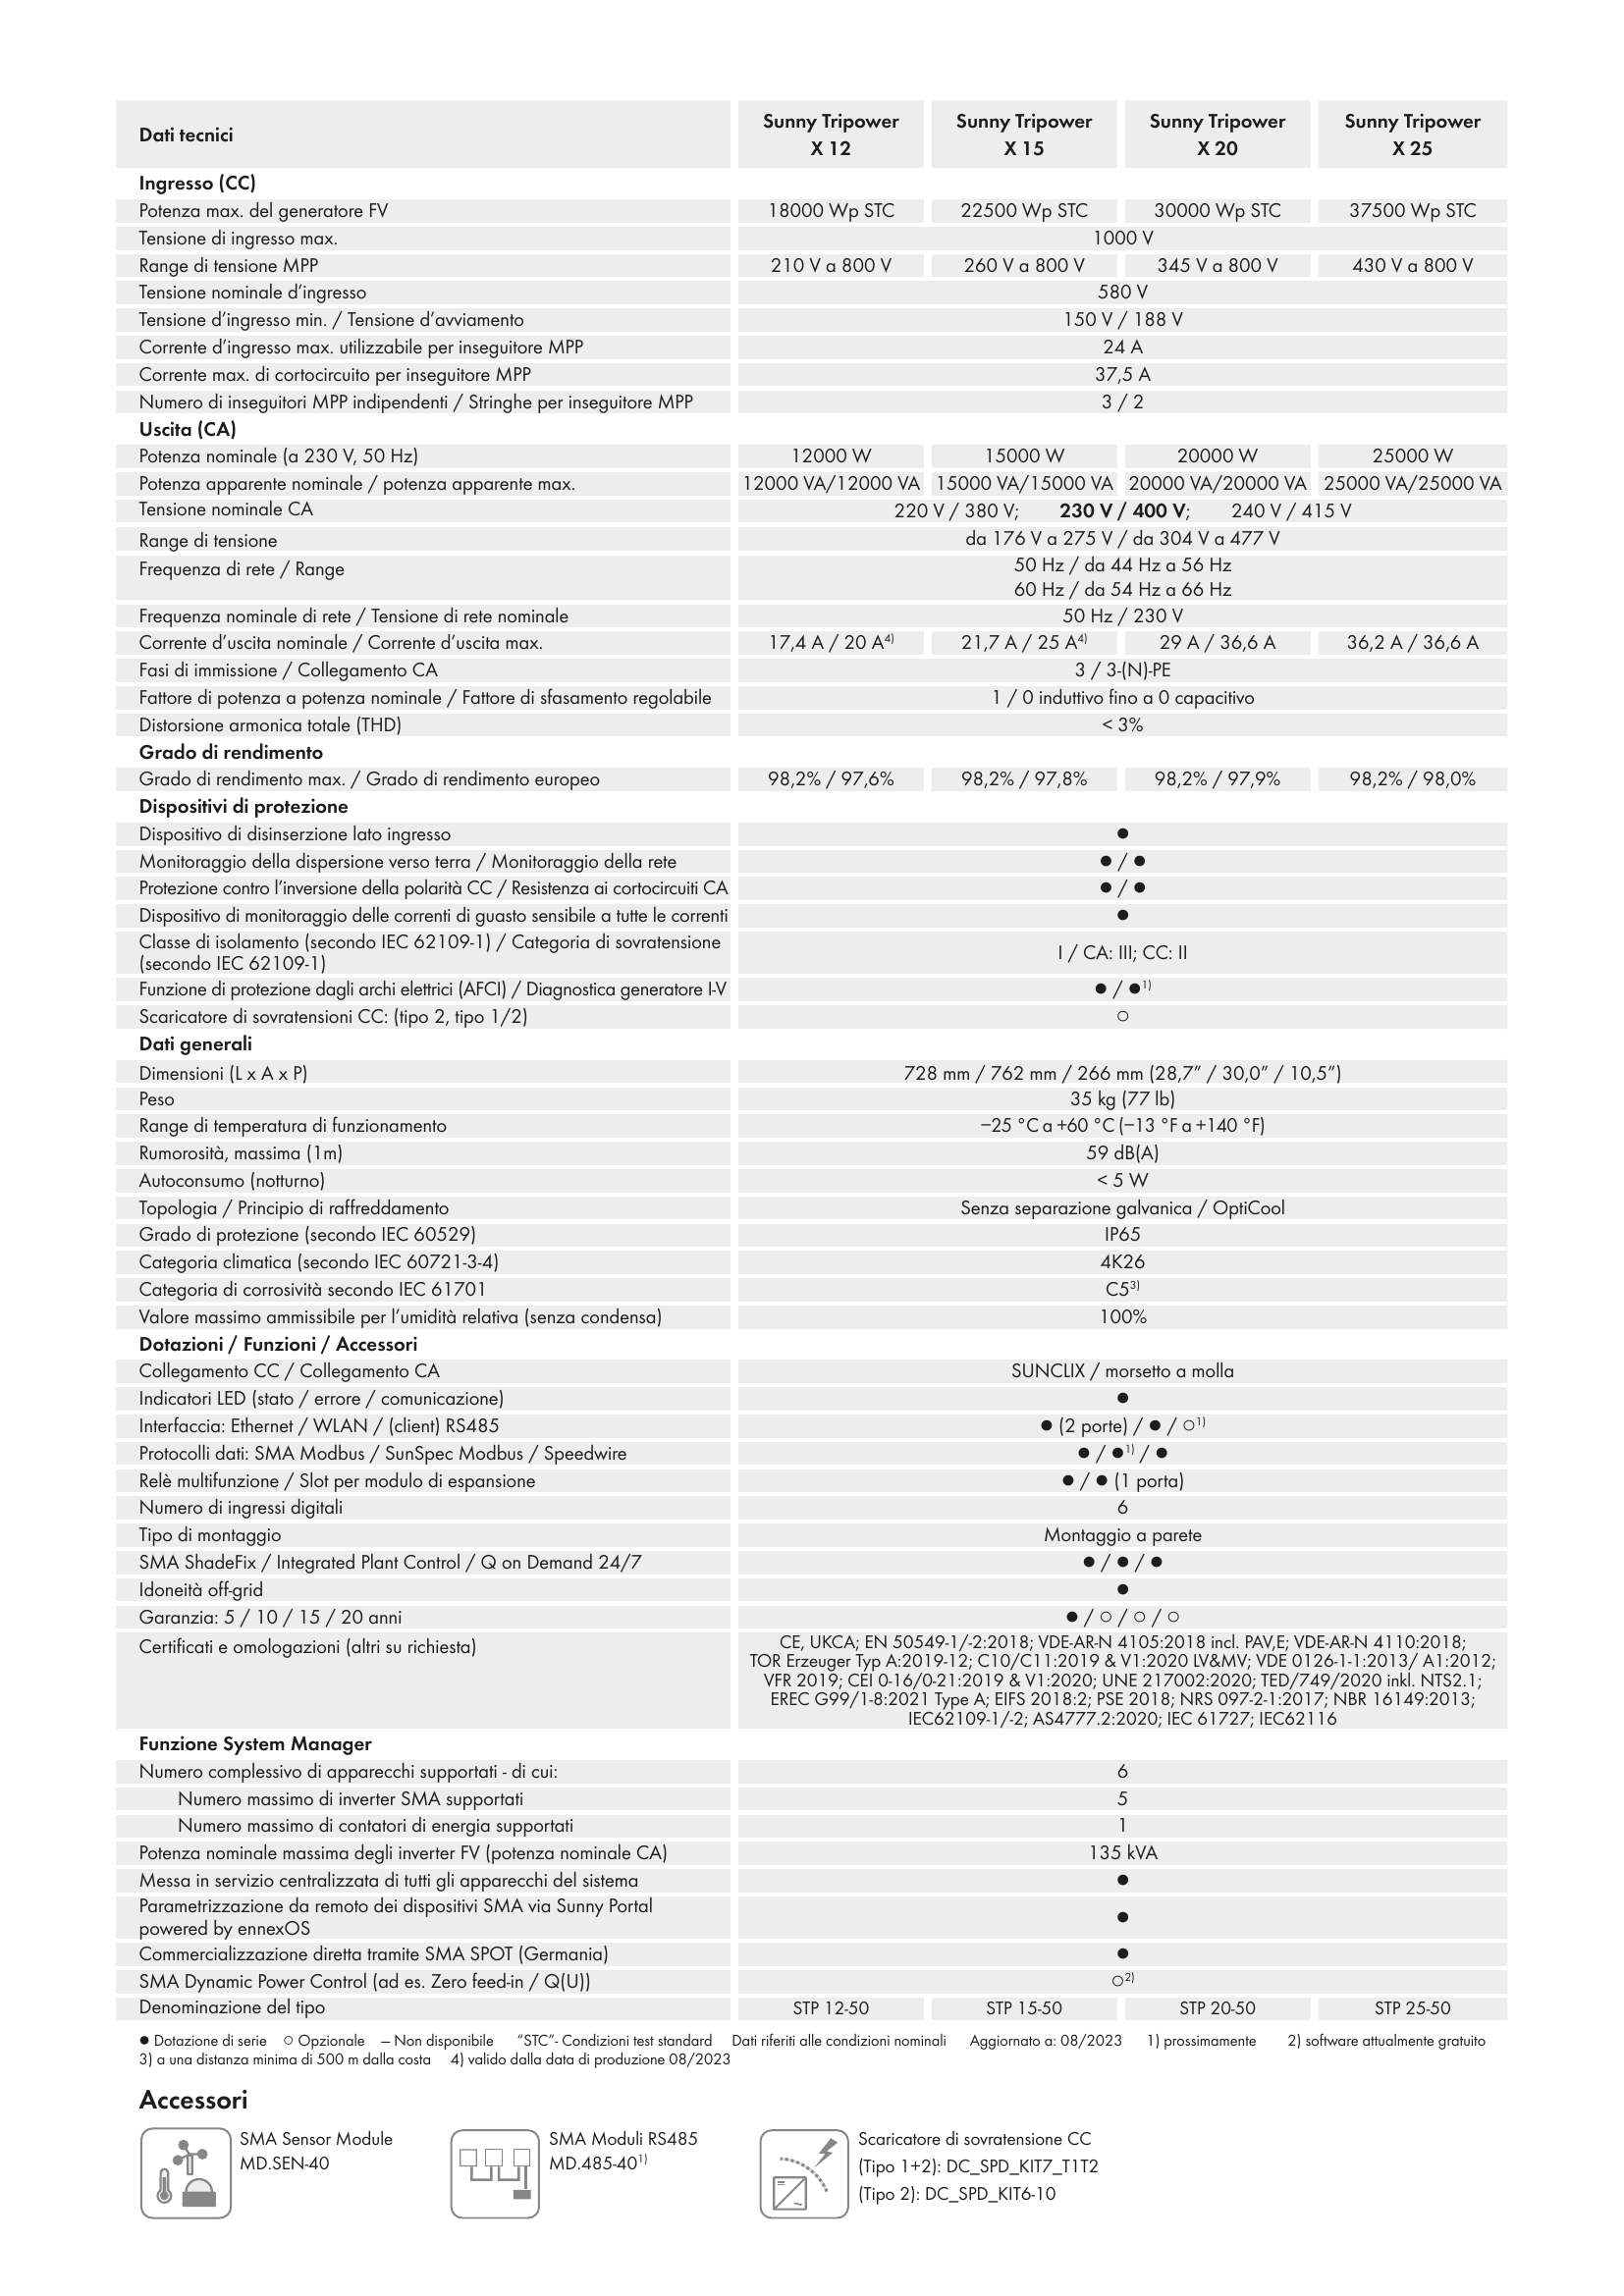 Dati tecnici
Sunny Tripower X 12
Sunny Tripower X 15
Sunny Tripower X 20
Sunny Tripower X 25
Ingresso (CC)
Potenza max. del generatore FV 18000 Wp STC 22500 Wp STC 30000 Wp STC 37500 Wp STC
Tensione di ingresso max. 1000 V
Range di tensione MPP 210 V a 800 V 260 V a 800 V 345 V a 800 V 430 V a 800 V
Tensione nominale d’ingresso 580 V
Tensione d’ingresso min. / Tensione d’avviamento 150 V / 188 V
Corrente d’ingresso max. utilizzabile per inseguitore MPP 24 A
Corrente max. di cortocircuito per inseguitore MPP 37,5 A
Numero di inseguitori MPP indipendenti / Stringhe per inseguitore MPP 3 / 2
Uscita (CA)
Potenza nominale (a 230 V, 50 Hz) 12000 W 15000 W 20000 W 25000 W
Potenza apparente nominale / potenza apparente max. 12000 VA/12000 VA 15000 VA/15000 VA 20000 VA/20000 VA 25000 VA/25000 VA
Tensione nominale CA 220 V / 380 V; 230 V / 400 V; 240 V / 415 V
Range di tensione da 176 V a 275 V / da 304 V a 477 V
Frequenza di rete / Range 50 Hz / da 44 Hz a 56 Hz
60 Hz / da 54 Hz a 66 Hz
Frequenza nominale di rete / Tensione di rete nominale 50 Hz / 230 V
Corrente d’uscita nominale / Corrente d’uscita max. 17,4 A / 20 A4) 21,7 A / 25 A4) 29 A / 36,6 A 36,2 A / 36,6 A
Fasi di immissione / Collegamento CA 3 / 3-(N)-PE
Fattore di potenza a potenza nominale / Fattore di sfasamento regolabile 1 / 0 induttivo fino a 0 capacitivo
Distorsione armonica totale (THD) < 3%
Grado di rendimento
Grado di rendimento max. / Grado di rendimento europeo 98,2% / 97,6% 98,2% / 97,8% 98,2% / 97,9% 98,2% / 98,0%
Dispositivi di protezione
Dispositivo di disinserzione lato ingresso ●
Monitoraggio della dispersione verso terra / Monitoraggio della rete ● / ●
Protezione contro l’inversione della polarità CC / Resistenza ai cortocircuiti CA ● / ●
Dispositivo di monitoraggio delle correnti di guasto sensibile a tutte le correnti ●
Classe di isolamento (secondo IEC 62109-1) / Categoria di sovratensione
(secondo IEC 62109-1) I / CA: III; CC: II
Funzione di protezione dagli archi elettrici (AFCI) / Diagnostica generatore I-V ● / ●1)
Scaricatore di sovratensioni CC: (tipo 2, tipo 1/2) ○
Dati generali
Dimensioni (L x A x P) 728 mm / 762 mm / 266 mm (28,7” / 30,0” / 10,5”)
Peso 35 kg (77 lb)
Range di temperatura di funzionamento −25 °C a +60 °C (−13 °F a +140 °F)
Rumorosità, massima (1m) 59 dB(A)
Autoconsumo (notturno) < 5 W
Topologia / Principio di raffreddamento Senza separazione galvanica / OptiCool
Grado di protezione (secondo IEC 60529) IP65
Categoria climatica (secondo IEC 60721-3-4) 4K26
Categoria di corrosività secondo IEC 61701 C53)
Valore massimo ammissibile per l’umidità relativa (senza condensa) 100%
Dotazioni / Funzioni / Accessori
Collegamento CC / Collegamento CA SUNCLIX / morsetto a molla
Indicatori LED (stato / errore / comunicazione) ●
Interfaccia: Ethernet / WLAN / (client) RS485 ● (2 porte) / ● / ○1)
Protocolli dati: SMA Modbus / SunSpec Modbus / Speedwire ● / ●1) / ●
Relè multifunzione / Slot per modulo di espansione ● / ● (1 porta)
Numero di ingressi digitali 6
Tipo di montaggio Montaggio a parete
SMA ShadeFix / Integrated Plant Control / Q on Demand 24/7 ● / ● / ●
Idoneità off-grid ●
Garanzia: 5 / 10 / 15 / 20 anni ● / ○ / ○ / ○
Certificati e omologazioni (altri su richiesta) CE, UKCA; EN 50549-1/-2:2018; VDE-AR-N 4105:2018 incl. PAV,E; VDE-AR-N 4110:2018;
TOR Erzeuger Typ A:2019-12; C10/C11:2019 & V1:2020 LV&MV; VDE 0126-1-1:2013/ A1:2012;
VFR 2019; CEI 0-16/0-21:2019 & V1:2020; UNE 217002:2020; TED/749/2020 inkl. NTS2.1;
EREC G99/1-8:2021 Type A; EIFS 2018:2; PSE 2018; NRS 097-2-1:2017; NBR 16149:2013;
IEC62109-1/-2; AS4777.2:2020; IEC 61727; IEC62116
Funzione System Manager
Numero complessivo di apparecchi supportati - di cui: 6
Numero massimo di inverter SMA supportati 5
Numero massimo di contatori di energia supportati 1
Potenza nominale massima degli inverter FV (potenza nominale CA) 135 kVA
Messa in servizio centralizzata di tutti gli apparecchi del sistema ●
Parametrizzazione da remoto dei dispositivi SMA via Sunny Portal
powered by ennexOS ●
Commercializzazione diretta tramite SMA SPOT (Germania) ●
SMA Dynamic Power Control (ad es. Zero feed-in / Q(U)) ○2)
Denominazione del tipo STP 12-50 STP 15-50 STP 20-50 STP 25-50
● Dotazione di serie ○ Opzionale — Non disponibile “STC”- Condizioni test standard Dati riferiti alle condizioni nominali Aggiornato a: 08/2023 1) prossimamente 2) software attualmente gratuito
3) a una distanza minima di 500 m dalla costa 4) valido dalla data di produzione 08/2023
Accessori
SMA Sensor Module
MD.SEN-40
SMA Moduli RS485
MD.485-401)
Scaricatore di sovratensione CC
(Tipo 1+2): DC_SPD_KIT7_T1T2
(Tipo 2): DC_SPD_KIT6-10